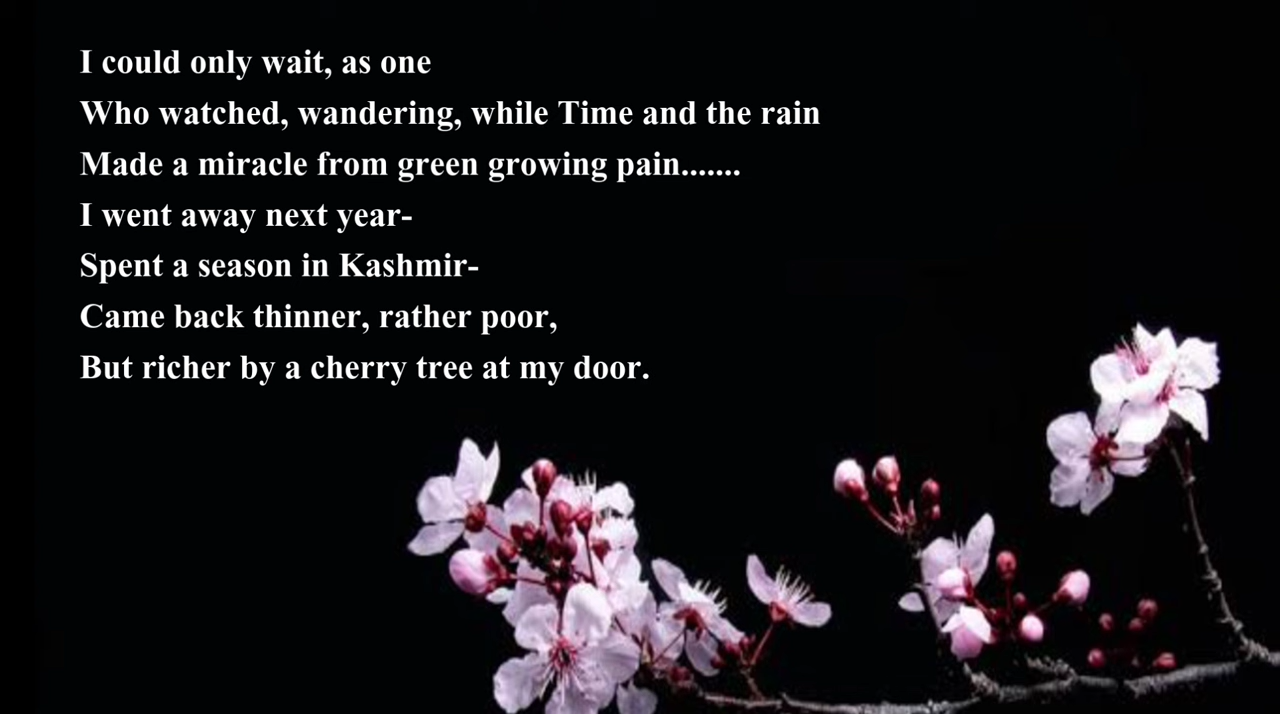 I could only wait, as one
Who watched, wandering, while Time and the rain
Made a miracle from green growing pain.......
I went away next year-
Spent a season in Kashmir-
Came back thinner, rather poor,
But richer by a cherry tree at my door.